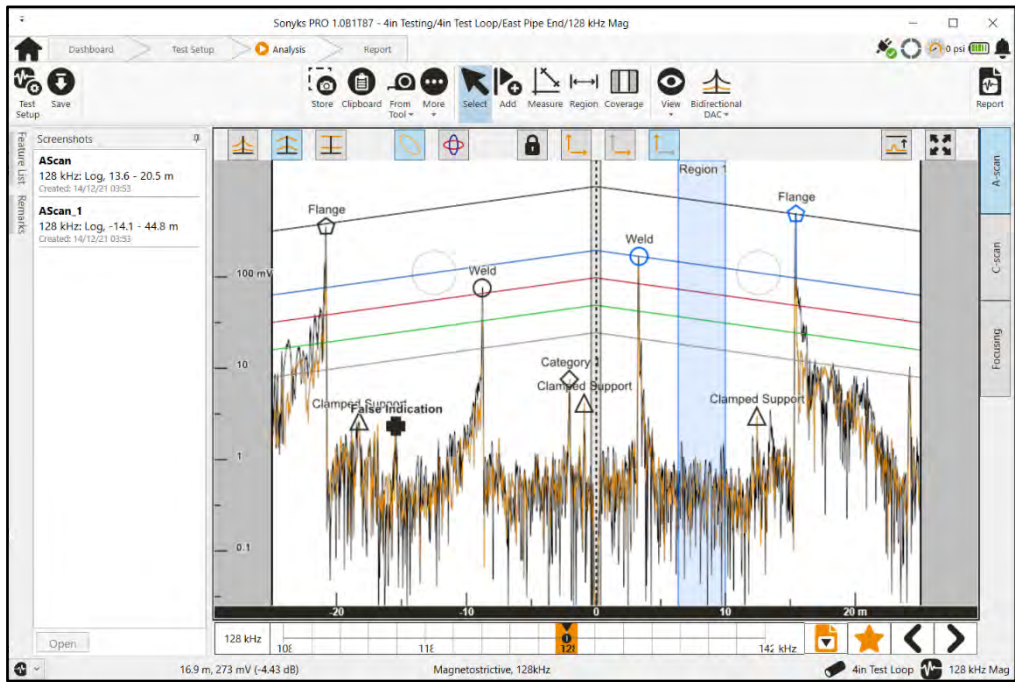 Sonyks PRO 1.0B1T87 - 4in Testing/4in Test Loop/East Pipe End/128 kHz Mag
Dashboard
Test Setup
Analysis
Report
0 psi
Test
Setup
Save
Store
Clipboard
From
Tool
More
Select
Add
Measure
Region
Coverage
View
Bidirectional
DAC
Report
Feature List
Remarks
Screenshots
AScan
128 kHz: Log, 13.6 - 20.5 m
Created: 14/12/21 03:53
AScan_1
128 kHz: Log, -14.1 - 44.8 m
Created: 14/12/21 03:53
Open
Region 1
Flange
Flange
Weld
Weld
100 mV
10
1
0.1
Category
Clamped Support
Clamped Support
False Indication
Clamped Support
-20
-10
0
10
20 m
A-scan
C-scan
Focusing
128 kHz
118
142 kHz
16.9 m, 273 mV (-4.43 dB)
Magnetostrictive, 128kHz
4in Test Loop
128 kHz Mag